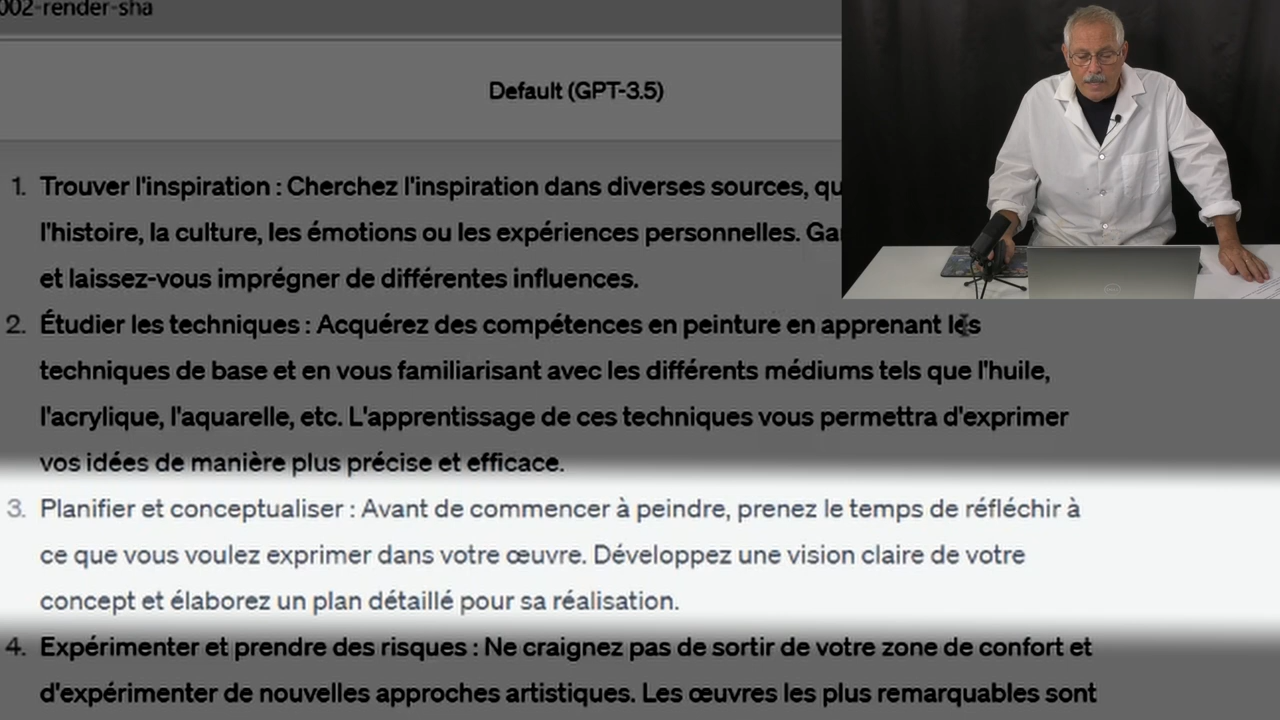 002-render-sha
Default (GPT-3.5)
1. Trouver l'inspiration : Cherchez l'inspiration dans diverses sources,
l'histoire, la culture, les émotions ou les expériences personnelles.
et laissez-vous imprégner de différentes influences.
2. Étudier les techniques : Acquérez des compétences en peinture en apprenant les
techniques de base et en vous familiarisant avec les différents médiums tels que l'huile,
l'acrylique, l'aquarelle, etc. L'apprentissage de ces techniques vous permettra d'exprimer
vos idées de manière plus précise et efficace.
3. Planifier et conceptualiser : Avant de commencer à peindre, prenez le temps de réfléchir à
ce que vous voulez exprimer dans votre œuvre. Développez une vision claire de votre
concept et élaborez un plan détaillé pour sa réalisation.
4. Expérimenter et prendre des risques : Ne craignez pas de sortir de votre zone de confort et
d'expérimenter de nouvelles approches artistiques. Les œuvres les plus remarquables sont